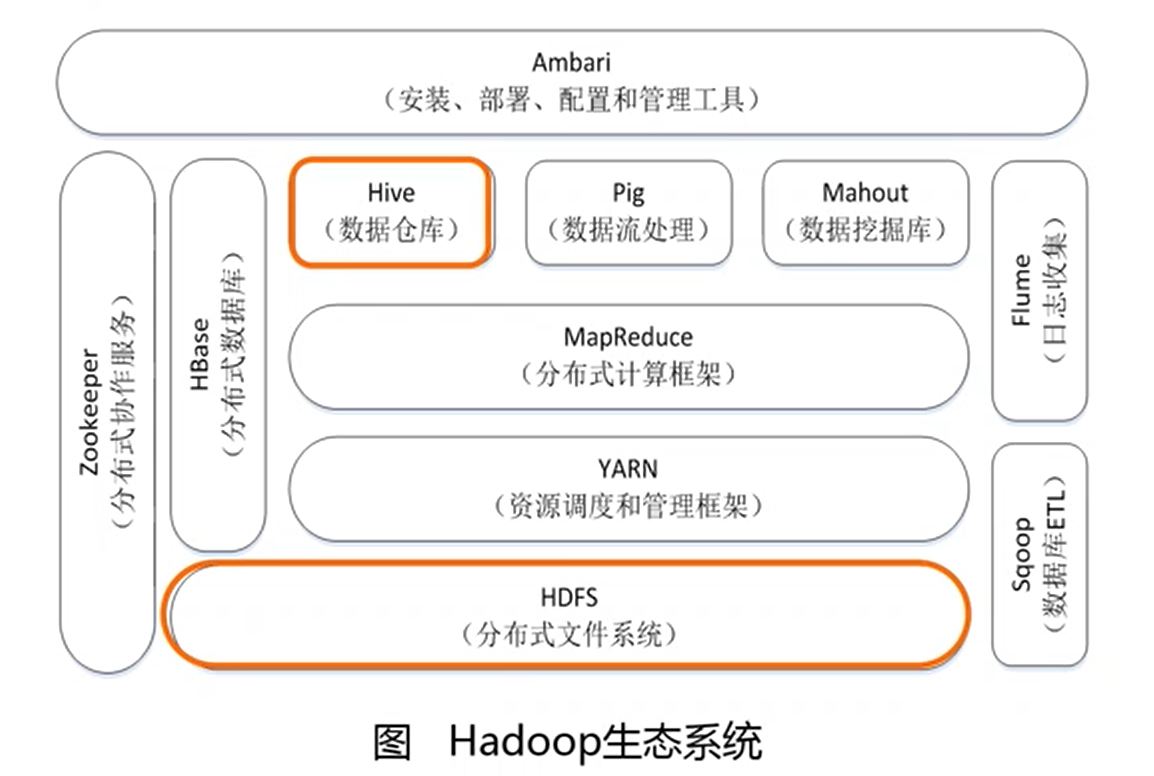 Ambari
（安装、部署、配置和管理工具）
Zookeeper
（分布式协作服务）
HBase
（分布式数据库）
Hive
（数据仓库）
Pig
（数据流处理）
Mahout
（数据挖掘库）
Flume
（日志收集）
MapReduce
（分布式计算框架）
YARN
（资源调度和管理框架）
Sqoop
（数据库ETL）
HDFS
（分布式文件系统）
图 Hadoop生态系统